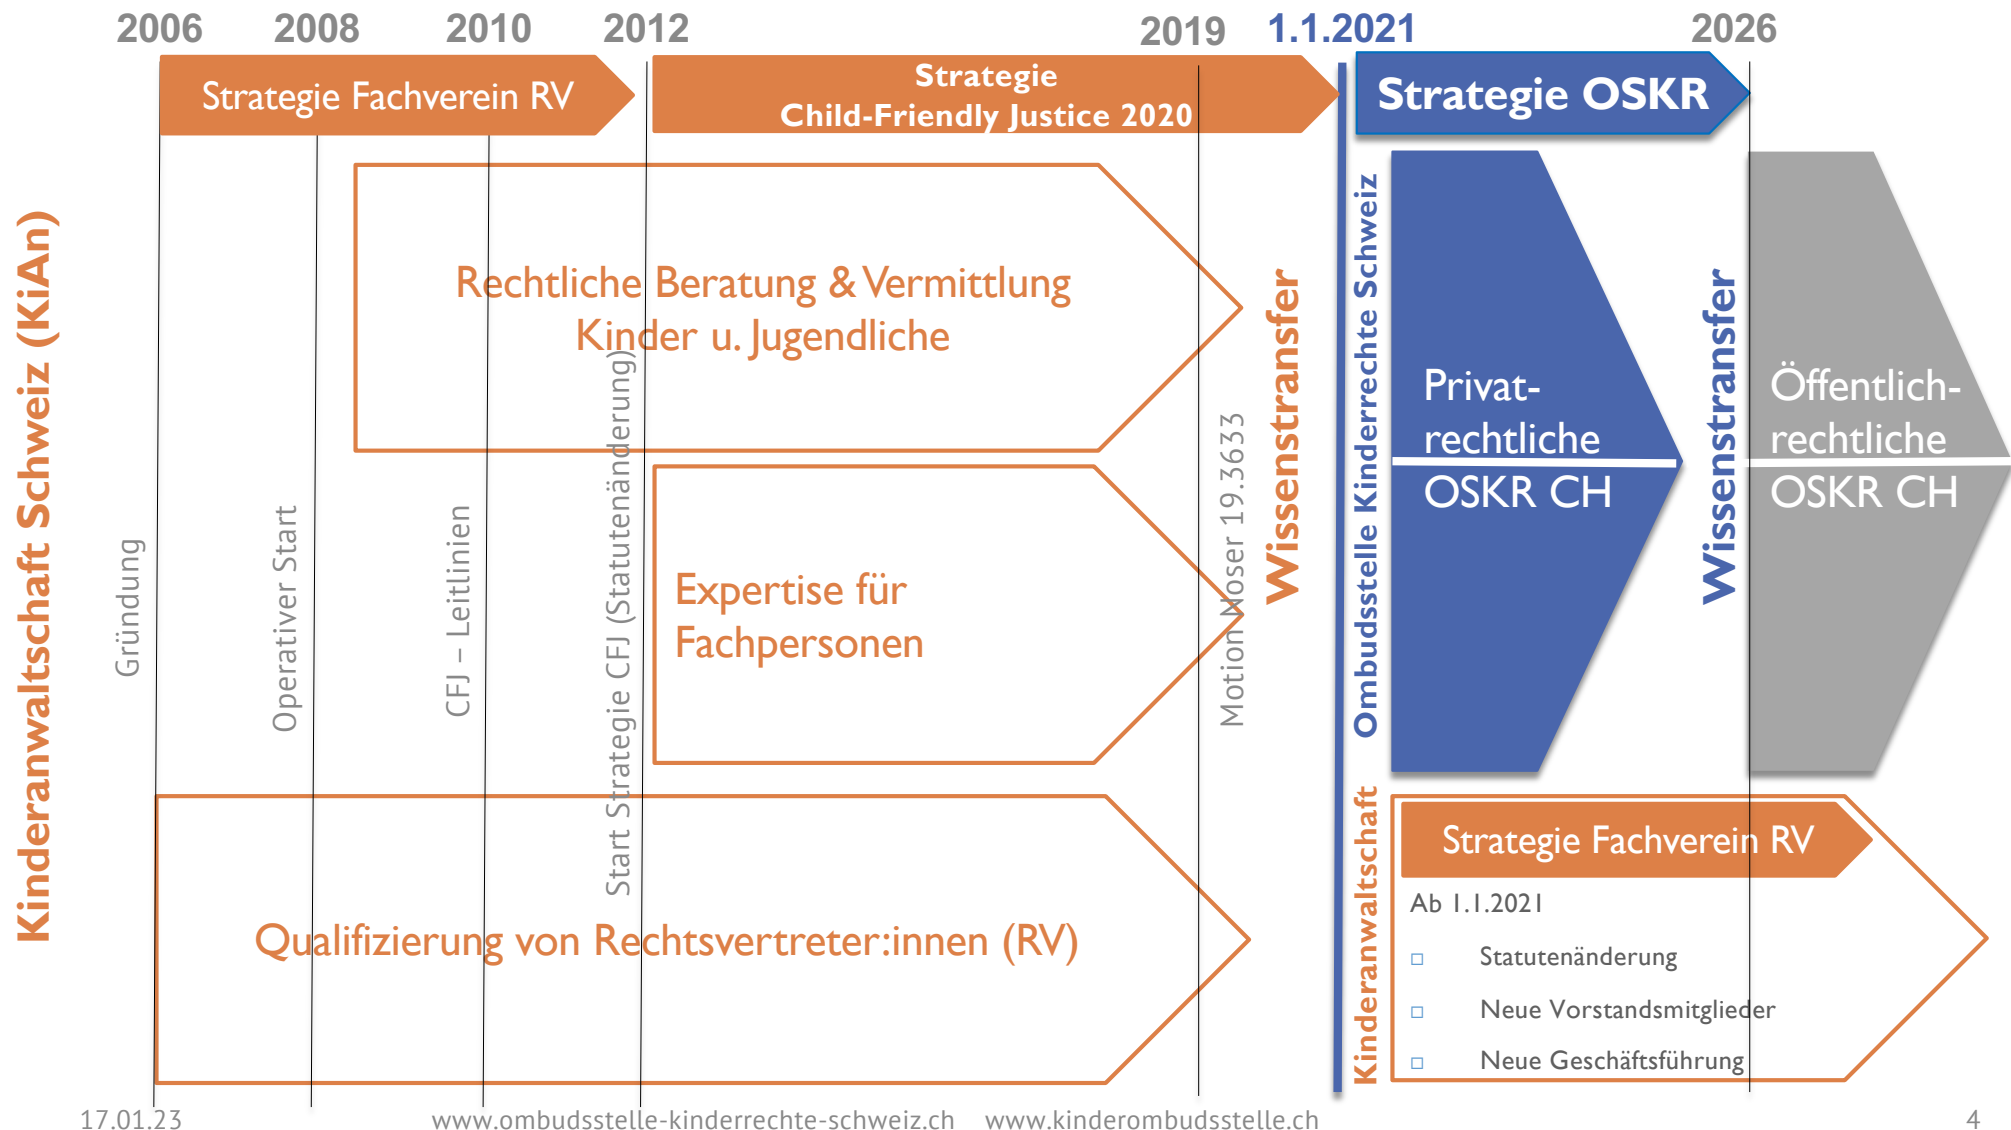 2006
2008
2010
2012
2019
1.1.2021
2026
Strategie Fachverein RV
Strategie
Child-Friendly Justice 2020
Strategie OSKR
Kinderanwaltschaft Schweiz (KiAn)
Rechtliche Beratung & Vermittlung
Kinder u. Jugendliche
Expertise für
Fachpersonen
Qualifizierung von Rechtsvertreter:innen (RV)
Gründung
Operativer Start
CFJ – Leitlinien
Start Strategie CFJ (Statutenänderung)
Motion Noser 19.3633
Wissenstransfer
Ombudsstelle Kinderrechte Schweiz
Privat-
rechtliche
OSKR CH
Wissenstransfer
Öffentlich-
rechtliche
OSKR CH
Kinderanwaltschaft
Strategie Fachverein RV
Ab 1.1.2021
Statutenänderung
Neue Vorstandsmitglieder
Neue Geschäftsführung
17.01.23
www.ombudsstelle-kinderrechte-schweiz.ch www.kinderombudsstelle.ch
4